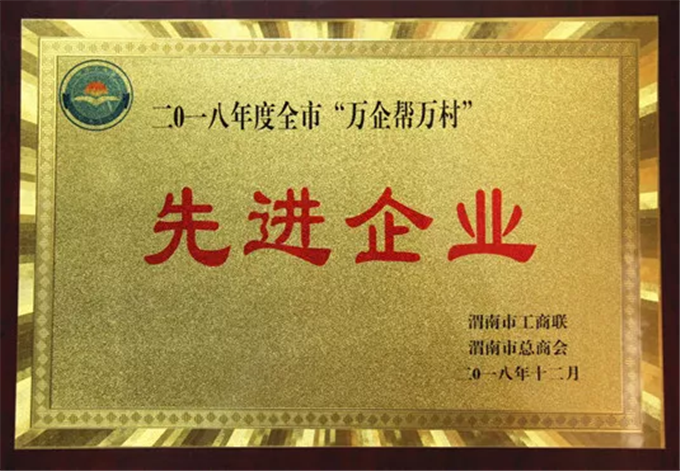 二0一八年度全市“万企帮万村”
先进企业
渭南市工商联
渭南市总商会
二0一八年十二月